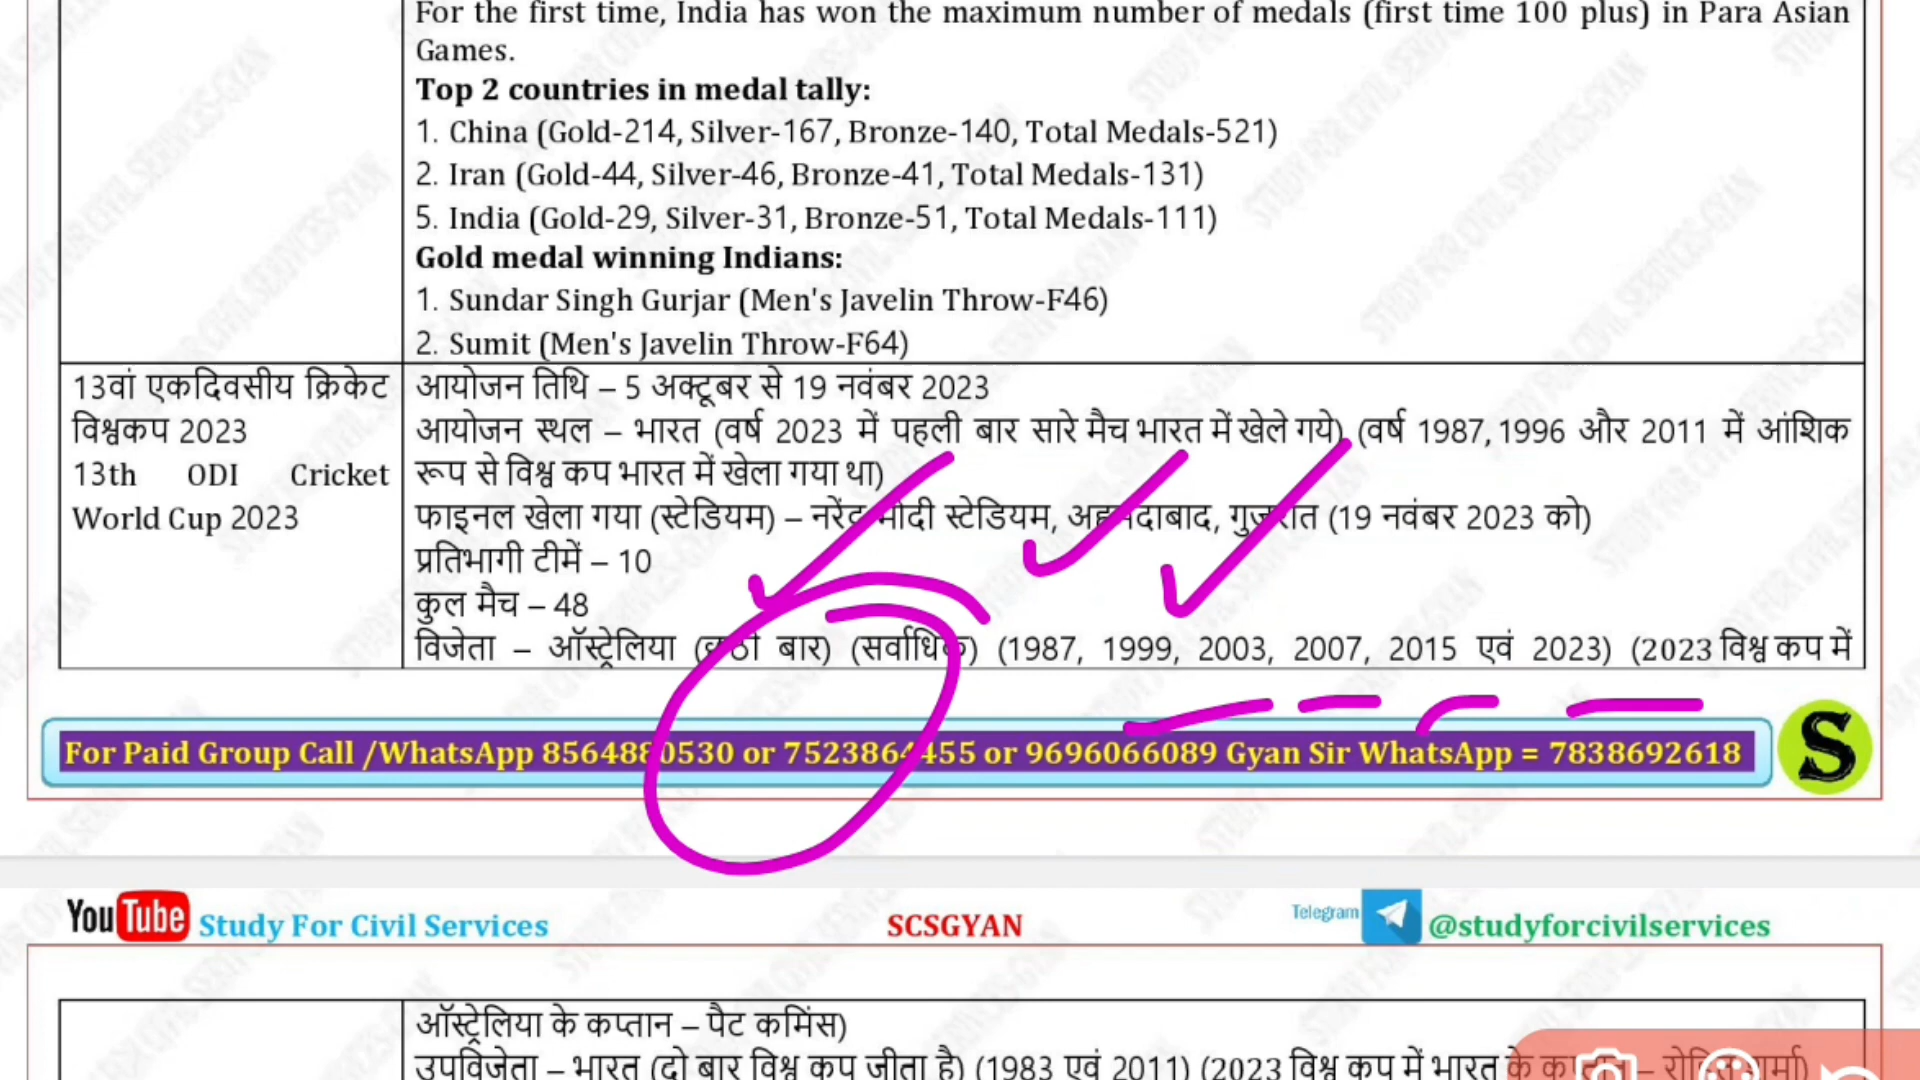 For the first time, India has won the maximum number of medals (first time 100 plus) in Para Asian
Games.
Top 2 countries in medal tally:
1. China (Gold-214, Silver-167, Bronze-140, Total Medals-521)
2. Iran (Gold-44, Silver-46, Bronze-41, Total Medals-131)
5. India (Gold-29, Silver-31, Bronze-51, Total Medals-111)
Gold medal winning Indians:
1. Sundar Singh Gurjar (Men's Javelin Throw-F46)
2. Sumit (Men's Javelin Throw-F64)
13वां एकदिवसीय क्रिकेट
विश्वकप 2023
13th ODI Cricket
World Cup 2023
आयोजन तिथि – 5 अक्टूबर से 19 नवंबर 2023
आयोजन स्थल – भारत (वर्ष 2023 में पहली बार सारे मैच भारत में खेले गये) (वर्ष 1987, 1996 और 2011 में आंशिक
रूप से विश्व कप भारत में खेला गया था)
फाइनल खेला गया (स्टेडियम) – नरेंद्र मोदी स्टेडियम, अहमदाबाद, गुजरात (19 नवंबर 2023 को)
प्रतिभागी टीमें – 10
कुल मैच – 48
विजेता – ऑस्ट्रेलिया (छठी बार) (सर्वाधिक) (1987, 1999, 2003, 2007, 2015 एवं 2023) (2023 विश्व कप में
For Paid Group Call /WhatsApp 8564880530 or 7523864455 or 9696066089 Gyan Sir WhatsApp = 7838692618
S
YouTube Study For Civil Services
SCSGYAN
Telegram @studyforcivilservices
ऑस्ट्रेलिया के कप्तान – पैट कमिंस)
उपविजेता – भारत (दो बार विश्व कप जीता है) (1983 एवं 2011) (2023 विश्व कप में भारत के कप्तान – रोहित शर्मा)